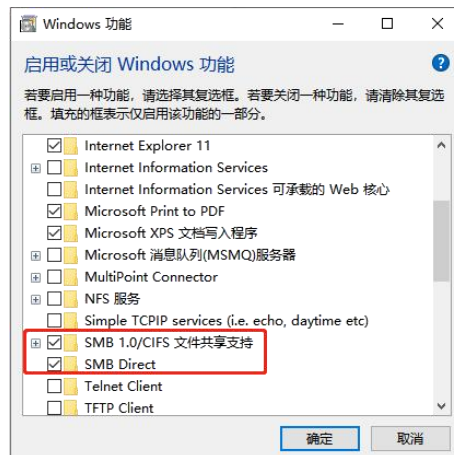 Windows 功能
启用或关闭 Windows 功能
若要启用一种功能，请选择其复选框。若要关闭一种功能，请清除其复选
框。填充的框表示仅启用该功能的一部分。
Internet Explorer 11
Internet Information Services
Internet Information Services 可承载的 Web 核心
Microsoft Print to PDF
Microsoft XPS 文档写入程序
Microsoft 消息队列(MSMQ)服务器
MultiPoint Connector
NFS 服务
Simple TCPIP services (i.e. echo, daytime etc)
SMB 1.0/CIFS 文件共享支持
SMB Direct
Telnet Client
TFTP Client
确定
取消